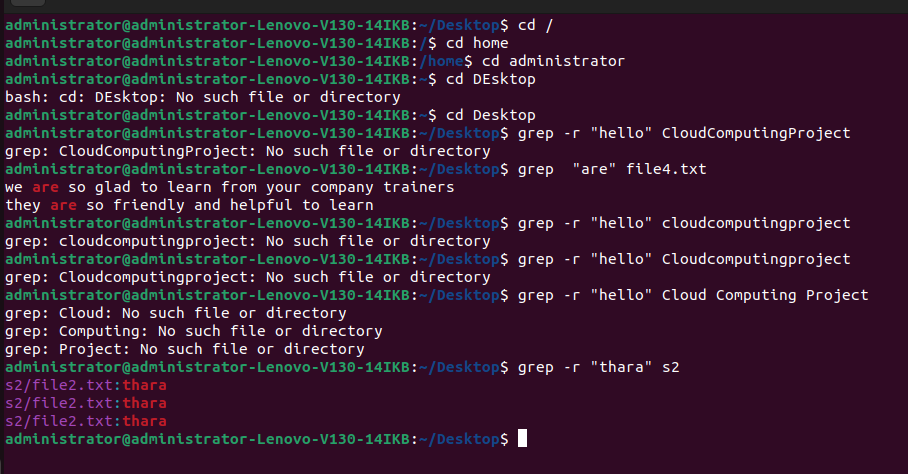 administrator@administrator-Lenovo-V130-14IKB:~/Desktop$ cd /
administrator@administrator-Lenovo-V130-14IKB:/$ cd home
administrator@administrator-Lenovo-V130-14IKB:/home$ cd administrator
administrator@administrator-Lenovo-V130-14IKB:~$ cd DEsktop
bash: cd: DEsktop: No such file or directory
administrator@administrator-Lenovo-V130-14IKB:~$ cd Desktop
administrator@administrator-Lenovo-V130-14IKB:~/Desktop$ grep -r "hello" CloudComputingProject
grep: CloudComputingProject: No such file or directory
administrator@administrator-Lenovo-V130-14IKB:~/Desktop$ grep  "are" file4.txt
we are so glad to learn from your company trainers
they are so friendly and helpful to learn
administrator@administrator-Lenovo-V130-14IKB:~/Desktop$ grep -r "hello" cloudcomputingproject
grep: cloudcomputingproject: No such file or directory
administrator@administrator-Lenovo-V130-14IKB:~/Desktop$ grep -r "hello" Cloudcomputingproject
grep: Cloudcomputingproject: No such file or directory
administrator@administrator-Lenovo-V130-14IKB:~/Desktop$ grep -r "hello" Cloud Computing Project
grep: Cloud: No such file or directory
grep: Computing: No such file or directory
grep: Project: No such file or directory
administrator@administrator-Lenovo-V130-14IKB:~/Desktop$ grep -r "thara" s2
s2/file2.txt:thara
s2/file2.txt:thara
s2/file2.txt:thara
administrator@administrator-Lenovo-V130-14IKB:~/Desktop$